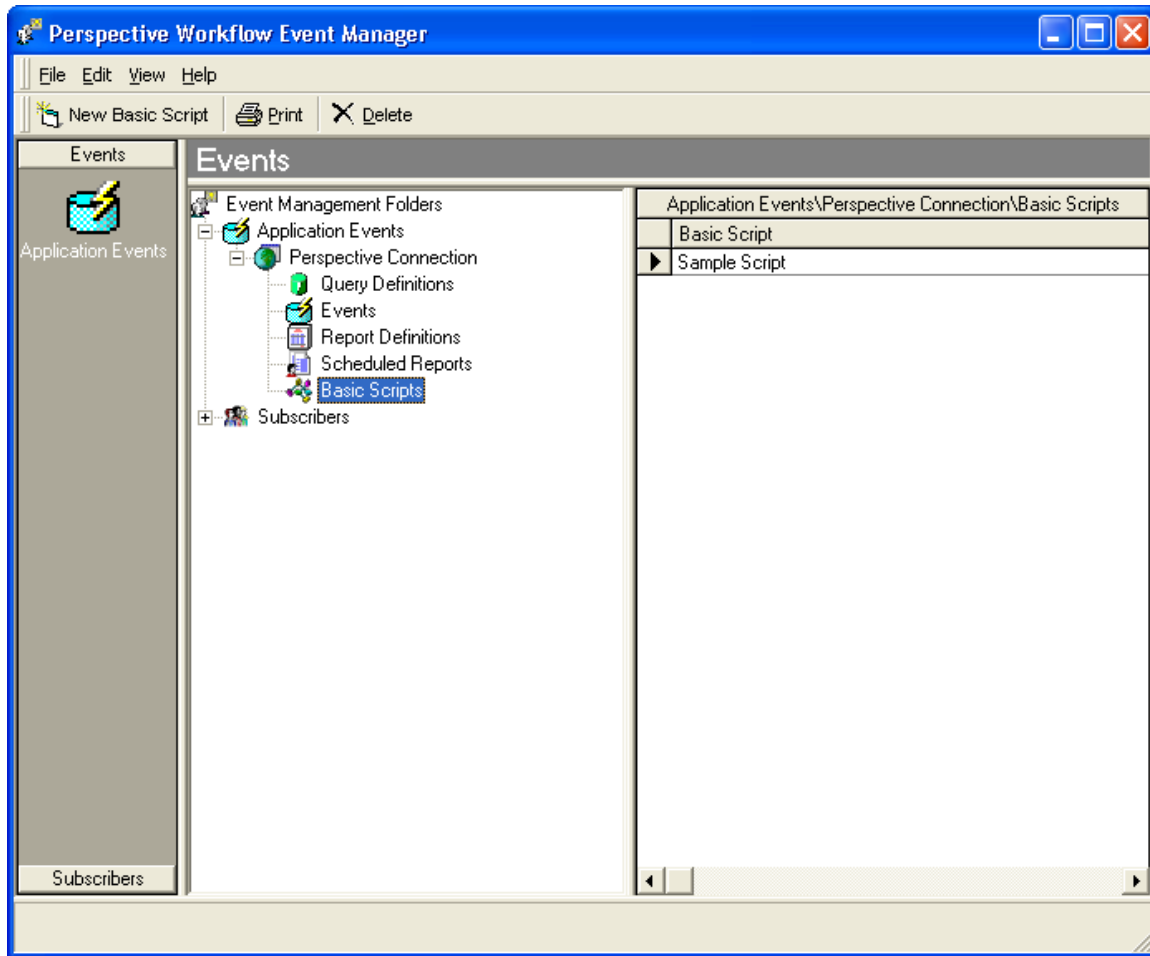 Perspective Workflow Event Manager
File Edit View Help
New Basic Script Print Delete
Events
Application Events
Subscribers
Events
Event Management Folders
Application Events
Perspective Connection
Query Definitions
Events
Report Definitions
Scheduled Reports
Basic Scripts
Subscribers
Application Events\Perspective Connection\Basic Scripts
Basic Script
Sample Script